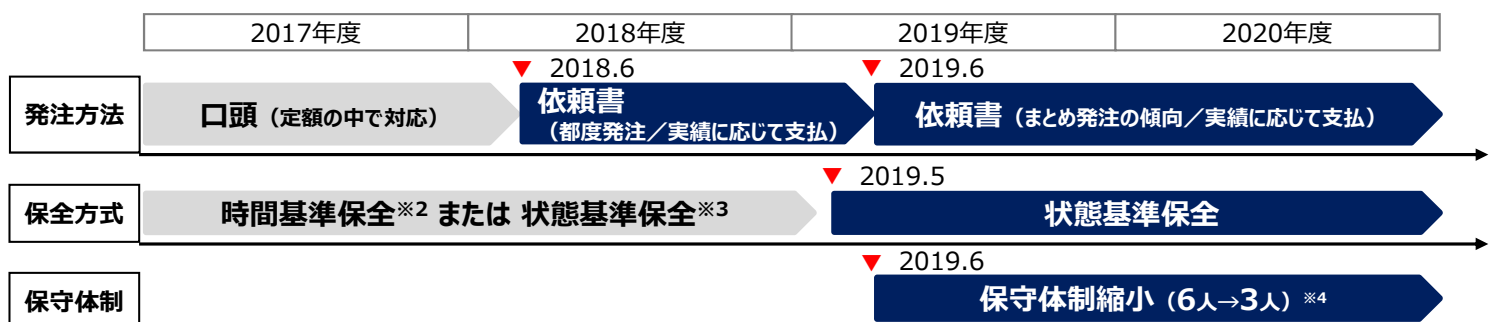 2017年度 2018年度 2019年度 2020年度
▼ 2018.6 ▼ 2019.6
発注方法
口頭（定額の中で対応）
依頼書
（都度発注／実績に応じて支払）
依頼書（まとめ発注の傾向／実績に応じて支払）
▼ 2019.5
保全方式
時間基準保全※2 または 状態基準保全※3
状態基準保全
▼ 2019.6
保守体制
保守体制縮小（6人→3人）※4